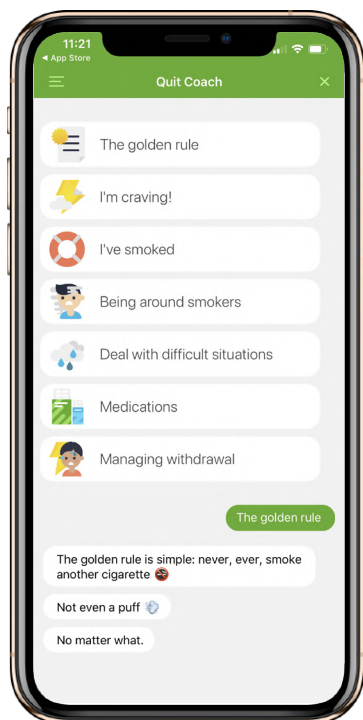 11:21
◀ App Store
Quit Coach
The golden rule
I'm craving!
I've smoked
Being around smokers
Deal with difficult situations
Medications
Managing withdrawal
The golden rule
The golden rule is simple: never, ever, smoke
another cigarette 🚭
Not even a puff 💨
No matter what.